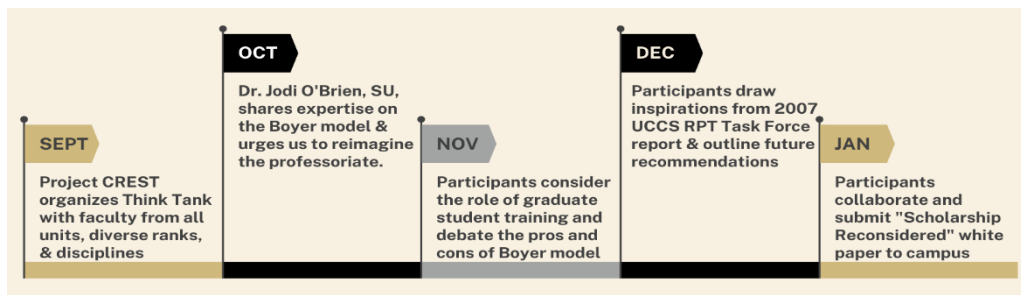 SEPT
Project CREST
organizes Think Tank
with faculty from all
units, diverse ranks,
& disciplines
OCT
Dr. Jodi O'Brien, SU,
shares expertise on
the Boyer model &
urges us to reimagine
the professoriate.
NOV
Participants consider
the role of graduate
student training and
debate the pros and
cons of Boyer model
DEC
Participants draw
inspirations from 2007
UCCS RPT Task Force
report & outline future
recommendations
JAN
Participants
collaborate and
submit "Scholarship
Reconsidered" white
paper to campus